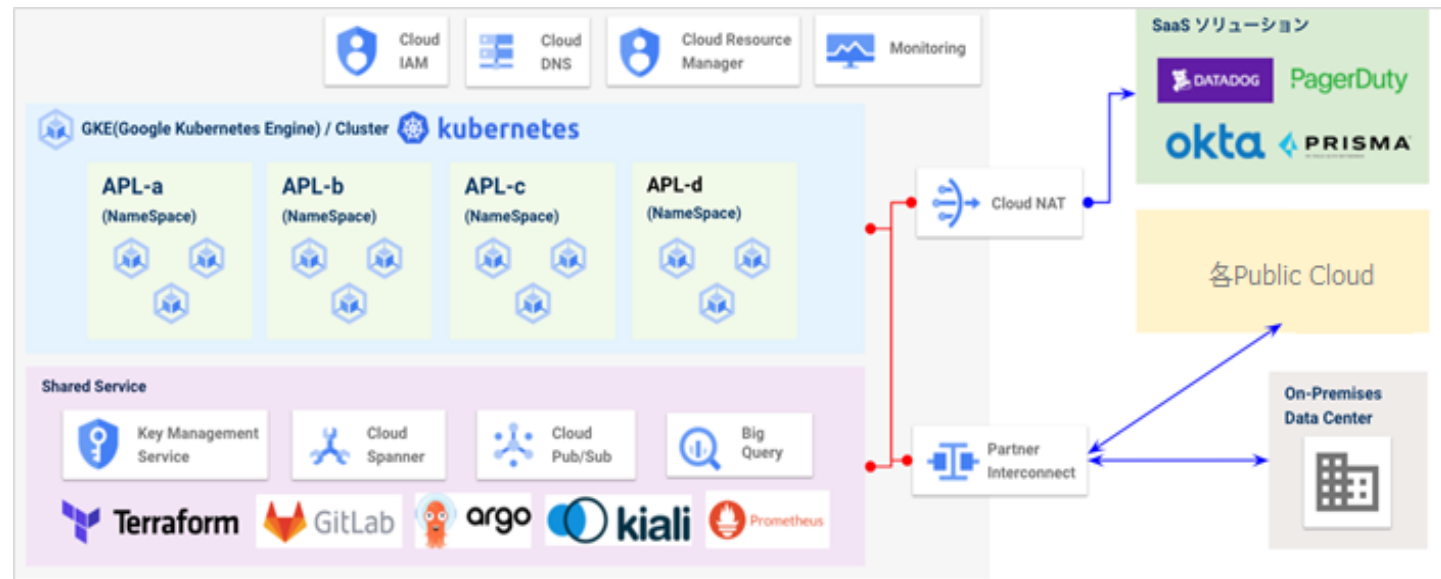 Cloud
IAM
Cloud
DNS
Cloud Resource
Manager
Monitoring
SaaS ソリューション
DATADOG
PagerDuty
okta
PRISMA
GKE(Google Kubernetes Engine) / Cluster
kubernetes
APL-a
(NameSpace)
APL-b
(NameSpace)
APL-c
(NameSpace)
APL-d
(NameSpace)
Cloud NAT
各Public Cloud
Shared Service
Key Management
Service
Cloud
Spanner
Cloud
Pub/Sub
Big
Query
Terraform
GitLab
argo
kiali
Prometheus
Partner
Interconnect
On-Premises
Data Center